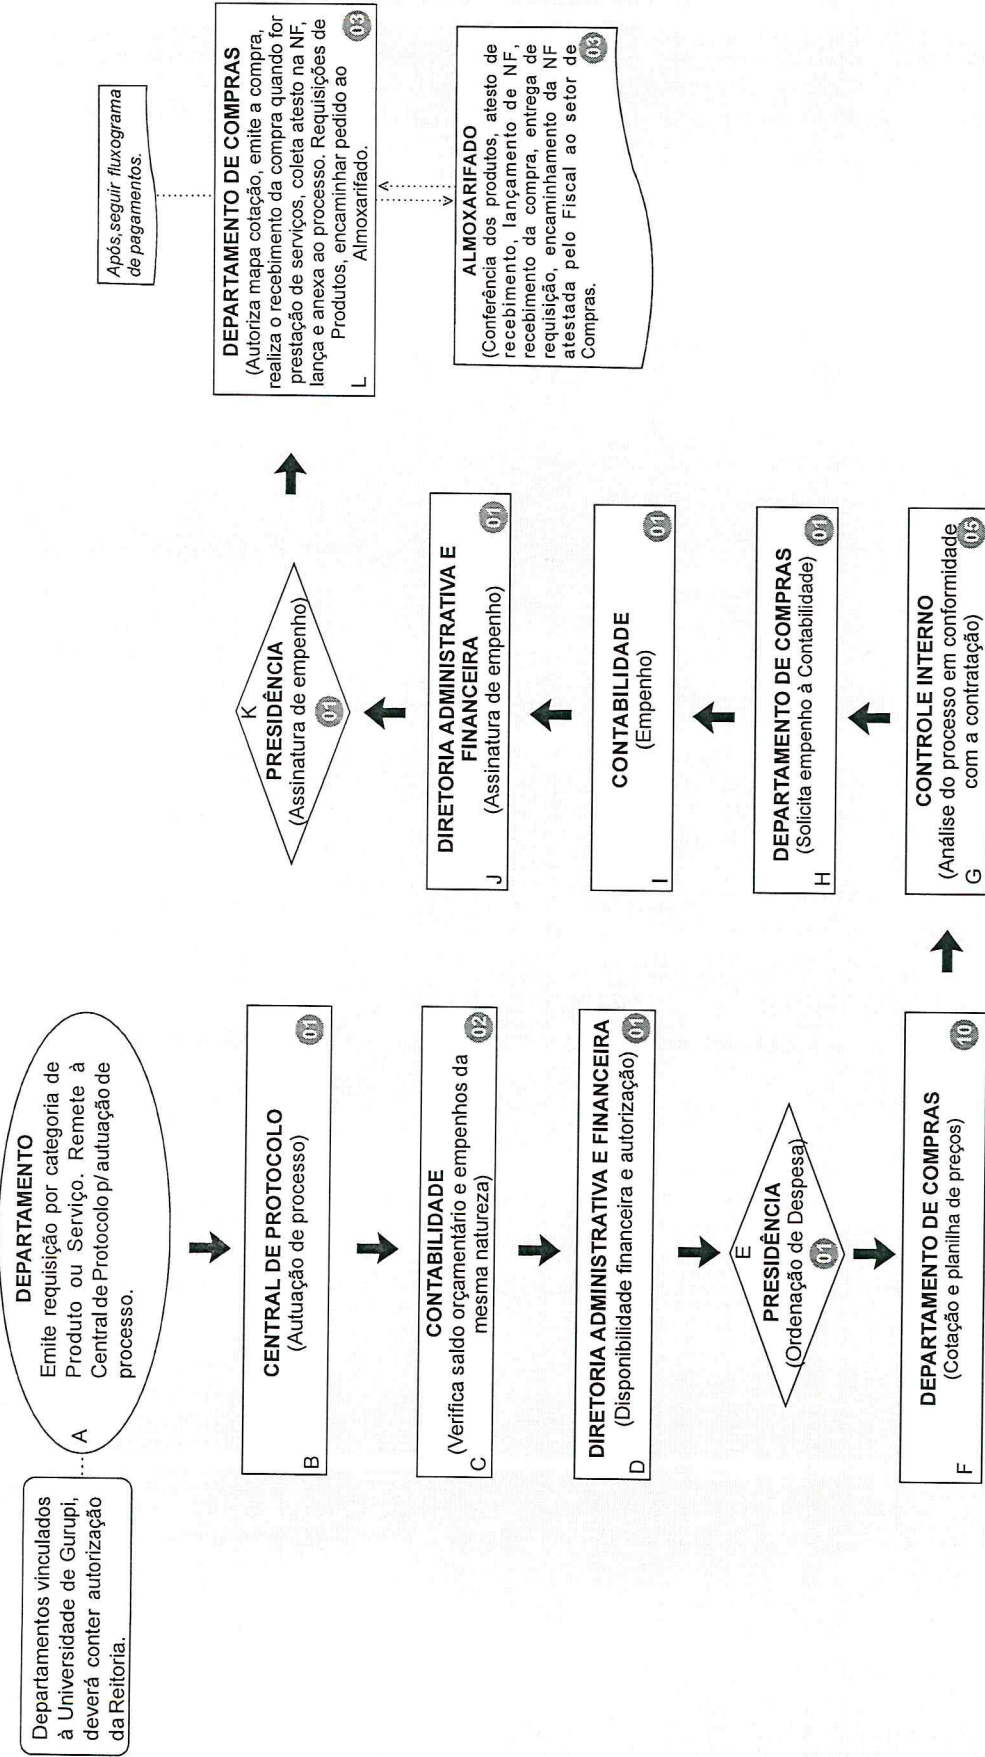 Departamentos vinculados
à Universidade de Gurupi,
deverá conter autorização
da Reitoria.
DEPARTAMENTO
Emite requisição por categoria de
Produto ou Serviço. Remete à
Central de Protocolo p/ autuação de
processo.
A
CENTRAL DE PROTOCOLO
(Autuação de processo)
B
01
CONTABILIDADE
(Verifica saldo orçamentário e empenhos da
mesma natureza)
C
02
DIRETORIA ADMINISTRATIVA E FINANCEIRA
(Disponibilidade financeira e autorização)
D
01
E
PRESIDÊNCIA
(Ordenação de Despesa)
01
DEPARTAMENTO DE COMPRAS
(Cotação e planilha de preços)
F
10
CONTROLE INTERNO
(Análise do processo em conformidade
com a contratação)
G
05
DEPARTAMENTO DE COMPRAS
(Solicita empenho à Contabilidade)
H
01
CONTABILIDADE
(Empenho)
I
01
DIRETORIA ADMINISTRATIVA E
FINANCEIRA
(Assinatura de empenho)
J
01
K
PRESIDÊNCIA
(Assinatura de empenho)
01
DEPARTAMENTO DE COMPRAS
(Autoriza mapa cotação, emite a compra,
realiza o recebimento da compra quando for
prestação de serviços, coleta atesto na NF,
lança e anexa ao processo. Requisições de
Produtos, encaminhar pedido ao
Almoxarifado.
L
03
Após,seguir fluxograma
de pagamentos.
ALMOXARIFADO
(Conferência dos produtos, atesto de
recebimento, lançamento de NF,
recebimento da compra, entrega de
requisição, encaminhamento da NF
atestada pelo Fiscal ao setor de
Compras.
03